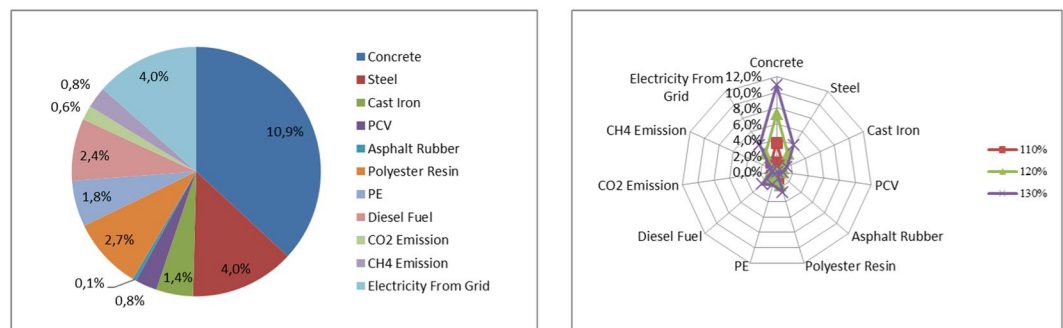 4,0%
0,8%
0,6%
2,4%
1,8%
2,7%
0,1%
0,8%
1,4%
4,0%
10,9%
Concrete
Steel
Cast Iron
PCV
Asphalt Rubber
Polyester Resin
PE
Diesel Fuel
CO2 Emission
CH4 Emission
Electricity From Grid
Concrete
Steel
Cast Iron
PCV
Asphalt Rubber
Polyester Resin
PE
Diesel Fuel
CO2 Emission
CH4 Emission
Electricity From
Grid
12,0%
10,0%
8,0%
6,0%
4,0%
2,0%
0,0%
110%
120%
130%